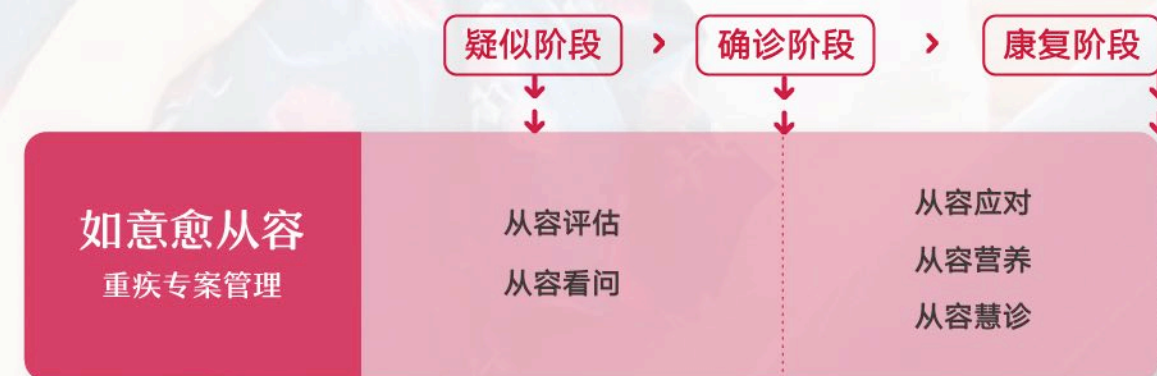 疑似阶段 > 确诊阶段 > 康复阶段
如意愈从容
重疾专案管理
从容评估
从容看问
从容应对
从容营养
从容慧诊